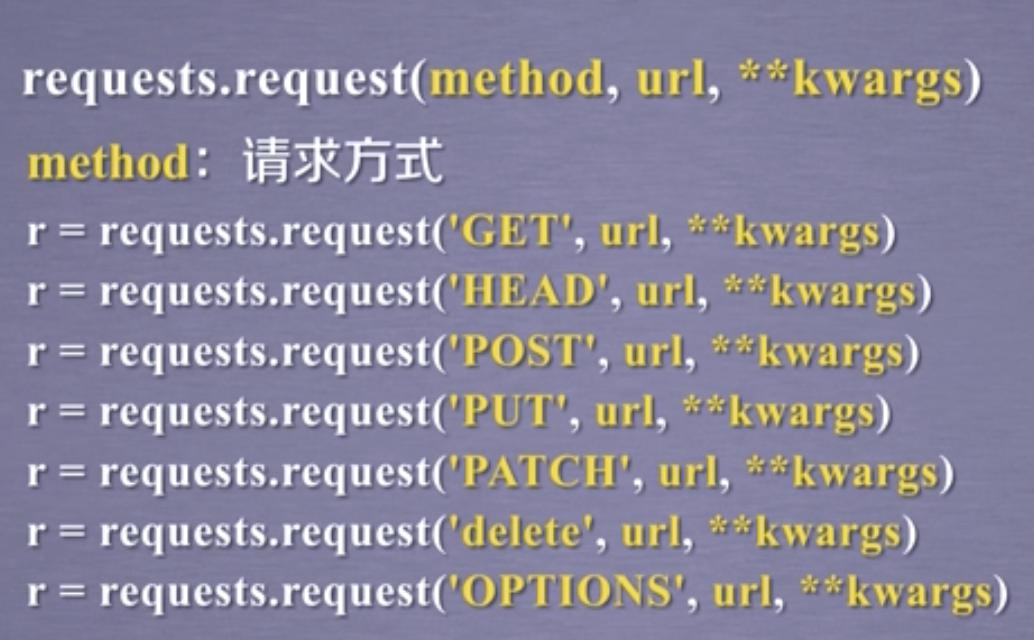 requests.request(method, url, **kwargs)
method：请求方式
r = requests.request('GET', url, **kwargs)
r = requests.request('HEAD', url, **kwargs)
r = requests.request('POST', url, **kwargs)
r = requests.request('PUT', url, **kwargs)
r = requests.request('PATCH', url, **kwargs)
r = requests.request('delete', url, **kwargs)
r = requests.request('OPTIONS', url, **kwargs)